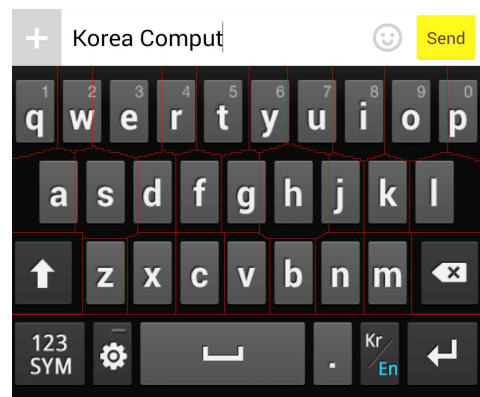 + Korea Comput Send
1 2 3 4 5 6 7 8 9 0
q w e r t y u i o p
a s d f g h j k l
z x c v b n m
123 Kr
SYM . En